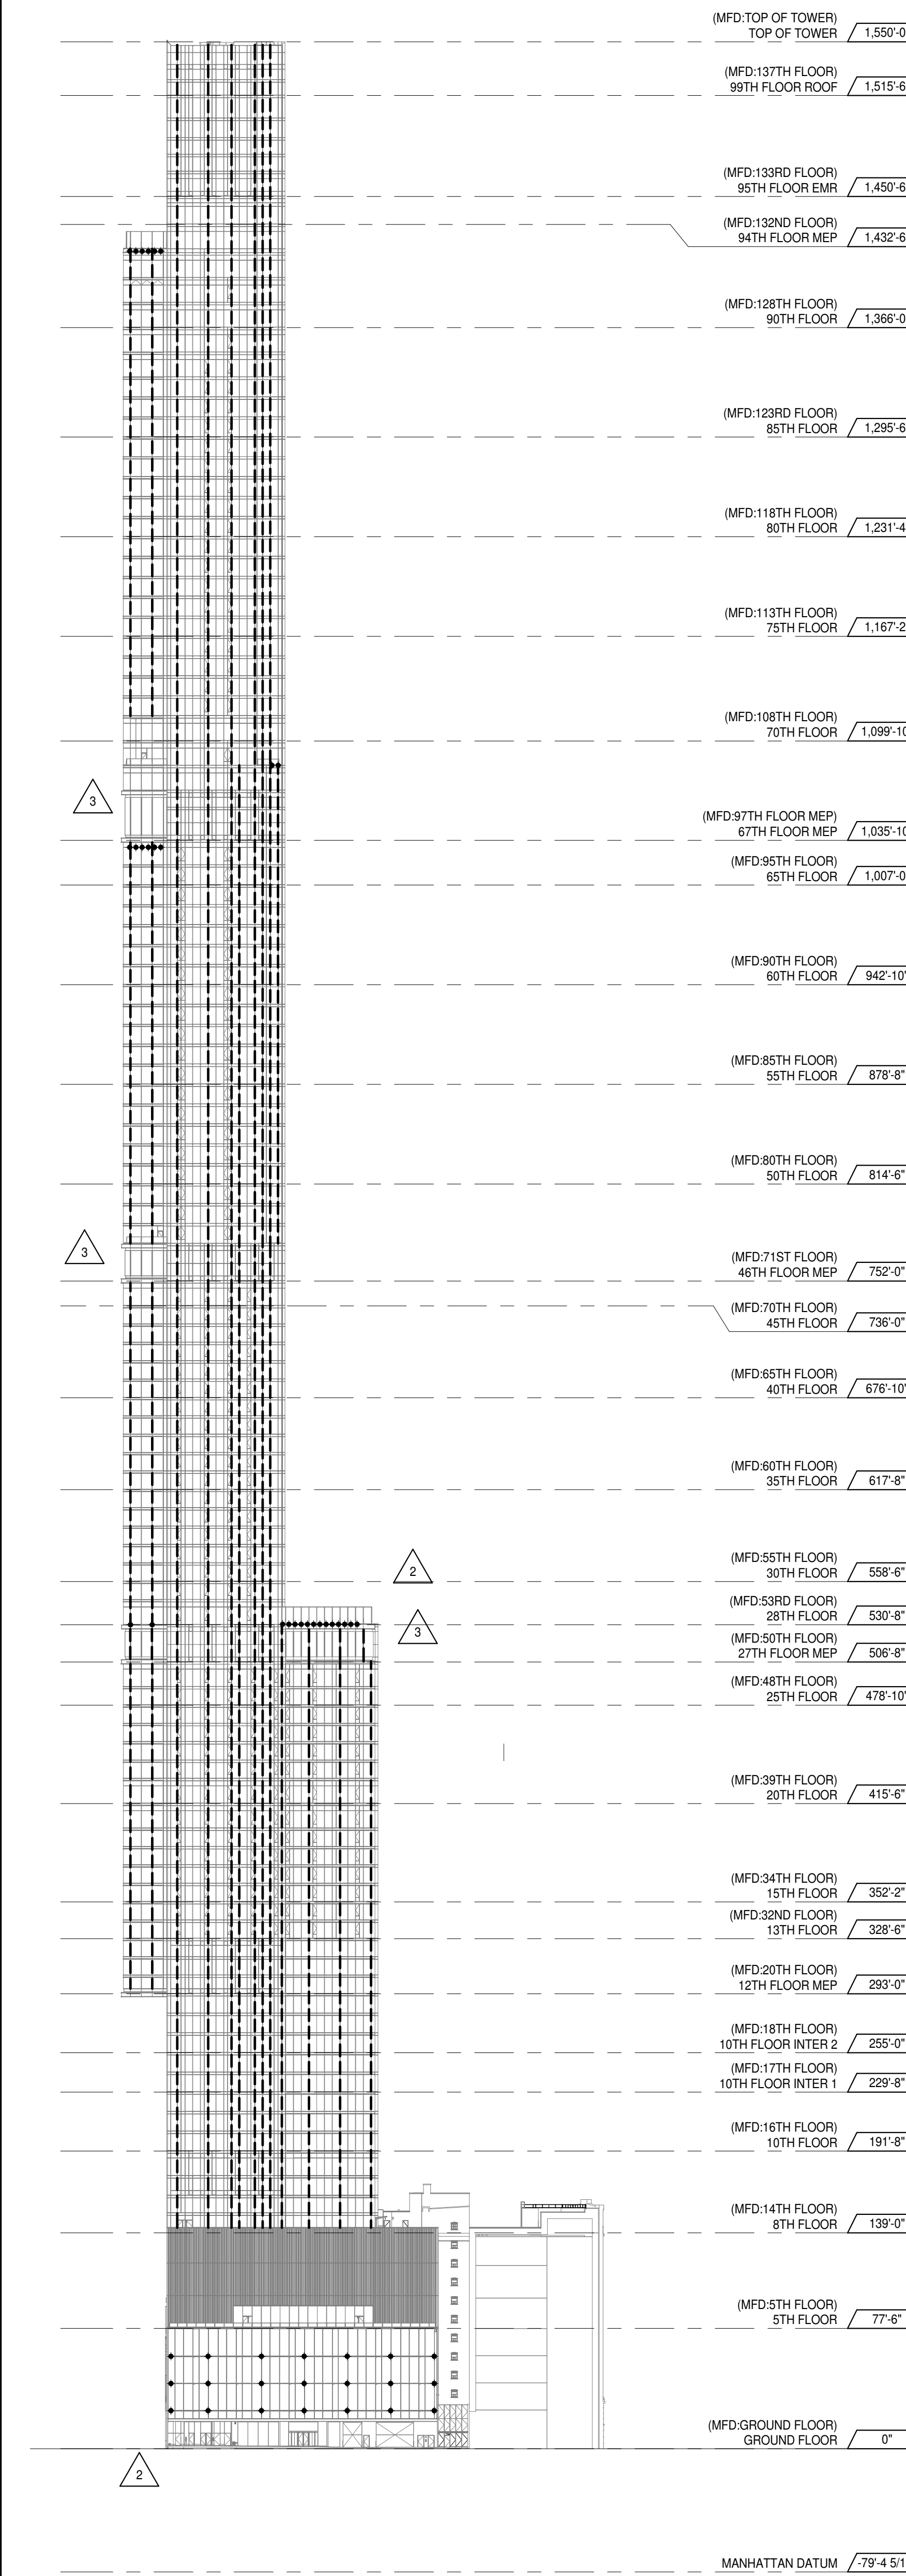 (MFD:TOP OF TOWER)
TOP OF TOWER 1,550'-0
(MFD:137TH FLOOR)
99TH FLOOR ROOF 1,515'-6
(MFD:133RD FLOOR)
95TH FLOOR EMR 1,450'-6
(MFD:132ND FLOOR)
94TH FLOOR MEP 1,432'-6
(MFD:128TH FLOOR)
90TH FLOOR 1,366'-0
(MFD:123RD FLOOR)
85TH FLOOR 1,295'-6
(MFD:118TH FLOOR)
80TH FLOOR 1,231'-4
(MFD:113TH FLOOR)
75TH FLOOR 1,167'-2
(MFD:108TH FLOOR)
70TH FLOOR 1,099'-10
3
(MFD:97TH FLOOR MEP)
67TH FLOOR MEP 1,035'-10
(MFD:95TH FLOOR)
65TH FLOOR 1,007'-0
(MFD:90TH FLOOR)
60TH FLOOR 942'-10"
(MFD:85TH FLOOR)
55TH FLOOR 878'-8"
(MFD:80TH FLOOR)
50TH FLOOR 814'-6"
3
(MFD:71ST FLOOR)
46TH FLOOR MEP 752'-0"
(MFD:70TH FLOOR)
45TH FLOOR 736'-0"
(MFD:65TH FLOOR)
40TH FLOOR 676'-10"
(MFD:60TH FLOOR)
35TH FLOOR 617'-8"
2
(MFD:55TH FLOOR)
30TH FLOOR 558'-6"
3
(MFD:53RD FLOOR)
28TH FLOOR 530'-8"
(MFD:50TH FLOOR)
27TH FLOOR MEP 506'-8"
(MFD:48TH FLOOR)
25TH FLOOR 478'-10"
(MFD:39TH FLOOR)
20TH FLOOR 415'-6"
(MFD:34TH FLOOR)
15TH FLOOR 352'-2"
(MFD:32ND FLOOR)
13TH FLOOR 328'-6"
(MFD:20TH FLOOR)
12TH FLOOR MEP 293'-0"
(MFD:18TH FLOOR)
10TH FLOOR INTER 2 255'-0"
(MFD:17TH FLOOR)
10TH FLOOR INTER 1 229'-8"
(MFD:16TH FLOOR)
10TH FLOOR 191'-8"
(MFD:14TH FLOOR)
8TH FLOOR 139'-0"
(MFD:5TH FLOOR)
5TH FLOOR 77'-6"
(MFD:GROUND FLOOR)
GROUND FLOOR 0"
2
MANHATTAN DATUM -79'-4 5/1